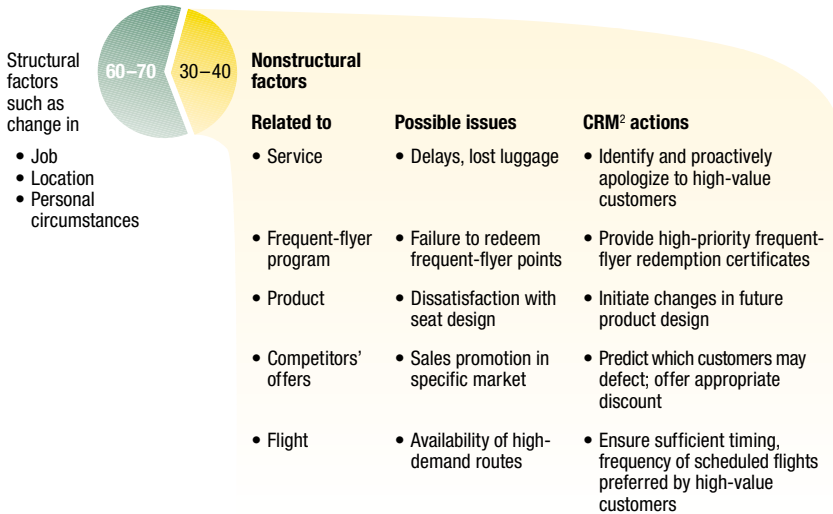 Structural
factors
such as
change in
• Job
• Location
• Personal
circumstances
60–70
30–40
Nonstructural
factors
Related to
Possible issues
CRM² actions
• Service
• Delays, lost luggage
• Identify and proactively
apologize to high-value
customers
• Frequent-flyer
program
• Failure to redeem
frequent-flyer points
• Provide high-priority frequent-
flyer redemption certificates
• Product
• Dissatisfaction with
seat design
• Initiate changes in future
product design
• Competitors’
offers
• Sales promotion in
specific market
• Predict which customers may
defect; offer appropriate
discount
• Flight
• Availability of high-
demand routes
• Ensure sufficient timing,
frequency of scheduled flights
preferred by high-value
customers